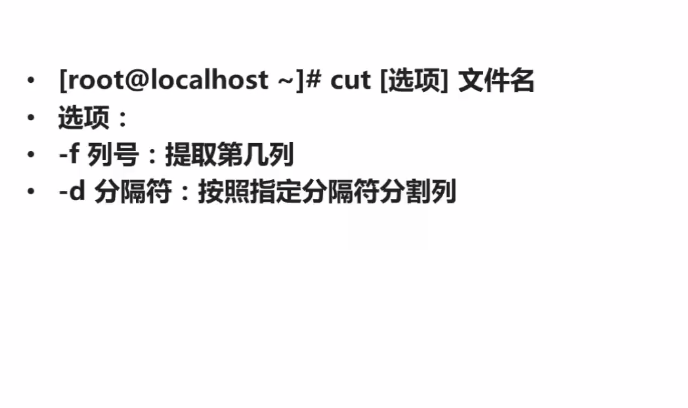 • [root@localhost ~]# cut [选项] 文件名
• 选项：
• -f 列号：提取第几列
• -d 分隔符：按照指定分隔符分割列